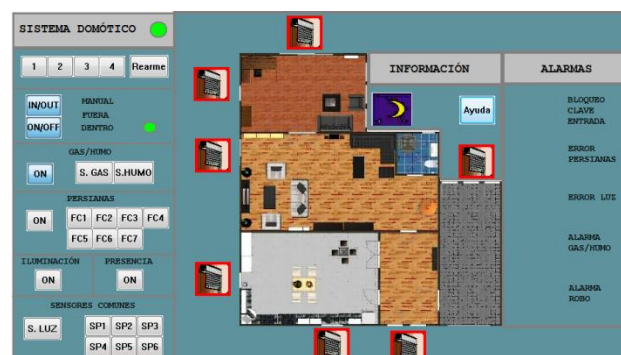 SISTEMA DOMÓTICO
1 2 3 4 Rearme
IN/OUT
ON/OFF
MANUAL
FUERA
DENTRO
GAS/HUMO
ON S. GAS S.HUMO
PERSIANAS
ON FC1 FC2 FC3 FC4
FC5 FC6 FC7
ILUMINACIÓN PRESENCIA
ON ON
SENSORES COMUNES
S. LUZ SP1 SP2 SP3
SP4 SP5 SP6
INFORMACIÓN
Ayuda
ALARMAS
BLOQUEO
CLAVE
ENTRADA
ERROR
PERSIANAS
ERROR LUZ
ALARMA
GAS/HUMO
ALARMA
ROBO